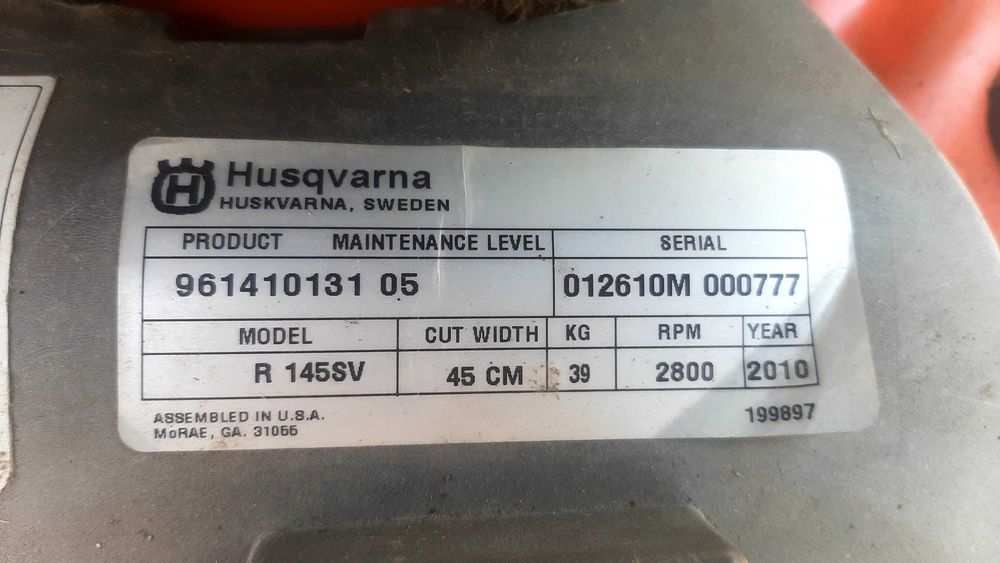 H Husqvarna
HUSKVARNA, SWEDEN
PRODUCT MAINTENANCE LEVEL SERIAL
961410131 05 012610M 000777
MODEL CUT WIDTH KG RPM YEAR
R 145SV 45 CM 39 2800 2010
ASSEMBLED IN U.S.A. 199897
McRAE, GA. 31055